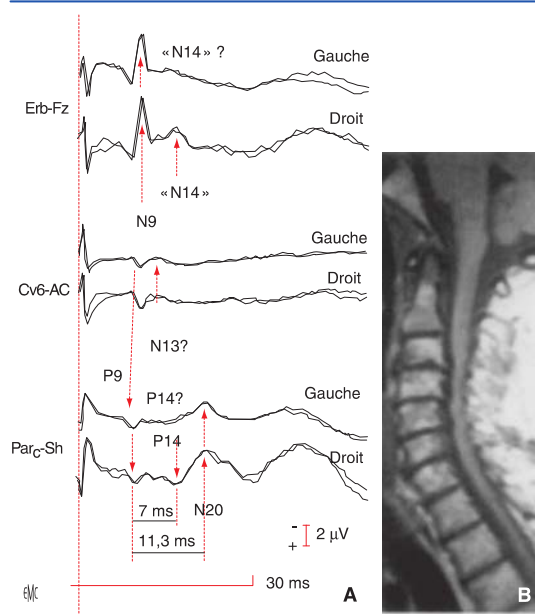 «N14» ?
Gauche
Erb-Fz
Droit
«N14»
N9
Gauche
Cv6-AC
Droit
N13?
P9
P14?
Gauche
P14
Parc-Sh
Droit
N20
7 ms
11,3 ms
-
+
2 µV
30 ms
EMC
A
B